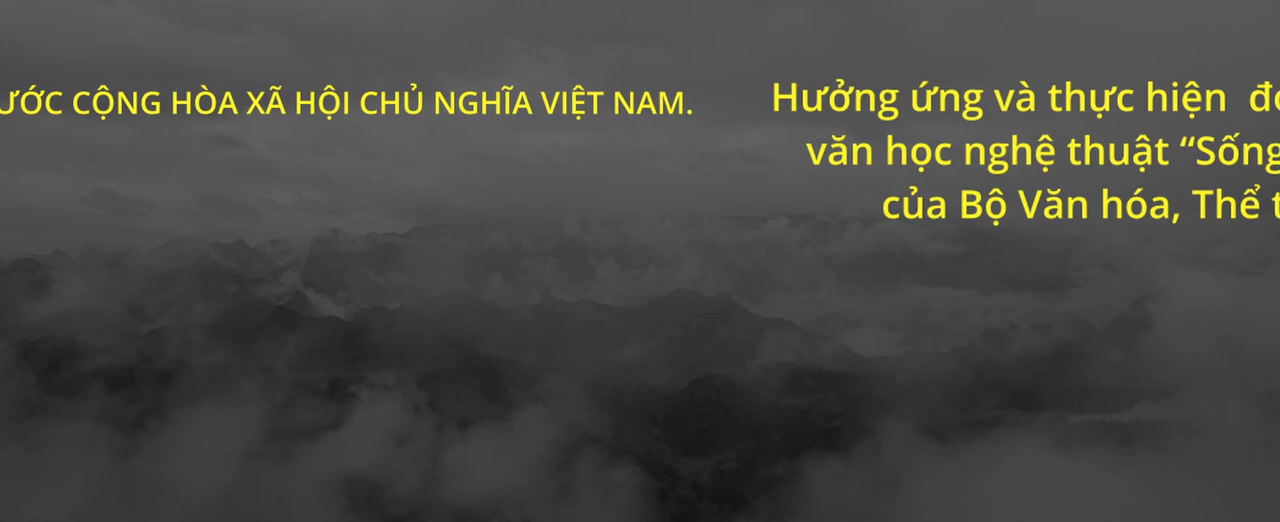 CỘNG HÒA XÃ HỘI CHỦ NGHĨA VIỆT NAM.
Hưởng ứng và thực hiện
văn học nghệ thuật “Sống
của Bộ Văn hóa, Thể